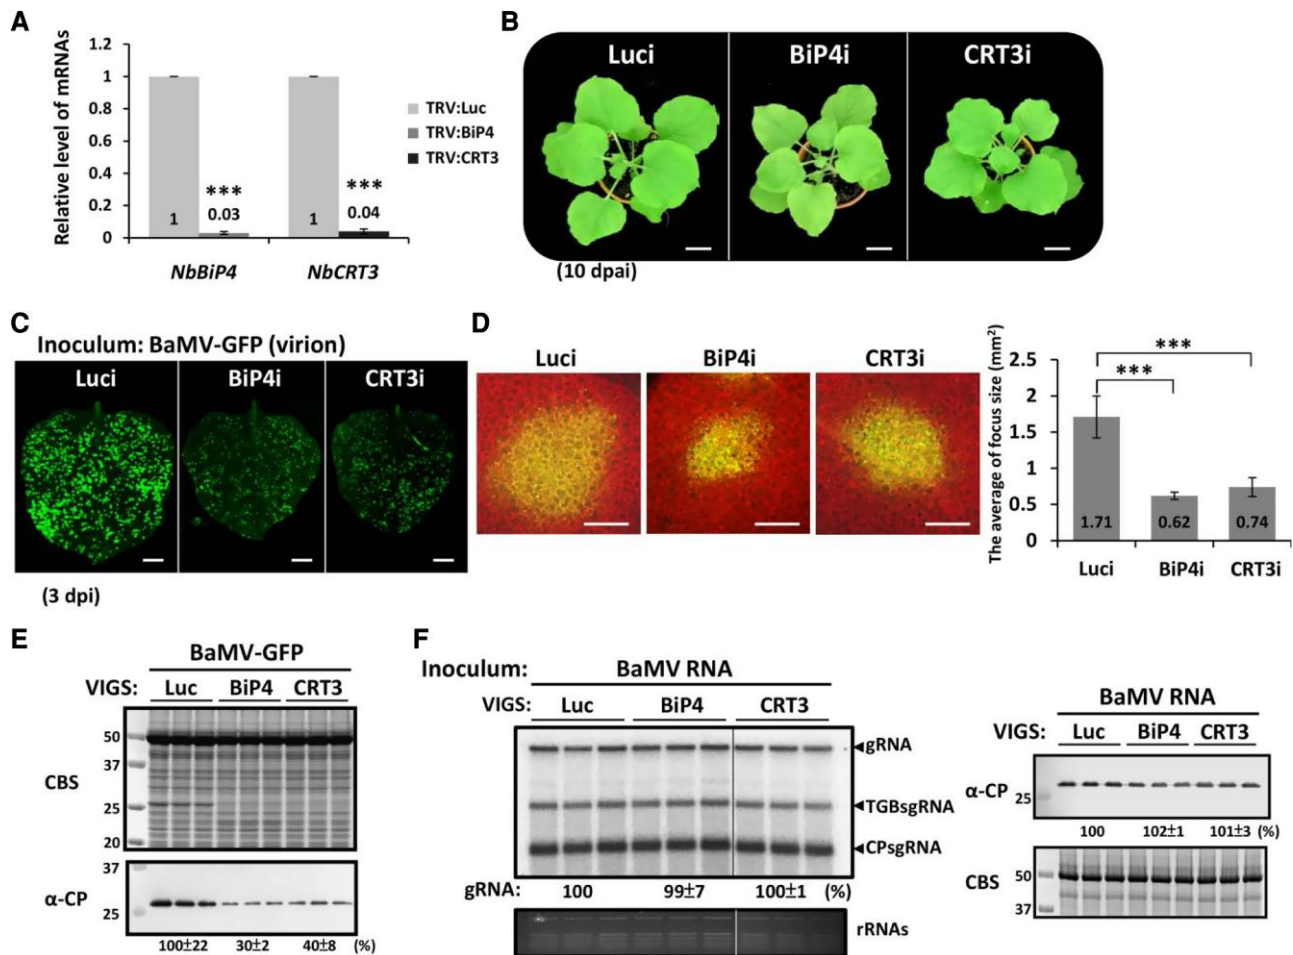 A
Relative level of mRNAs
1.2
1
0.8
0.6
0.4
0.2
0
1
***
0.03
1
***
0.04
NbBiP4
NbCRT3
TRV:Luc
TRV:BiP4
TRV:CRT3
B
Luci
BiP4i
CRT3i
(10 dpai)
C
Inoculum: BaMV-GFP (virion)
Luci
BiP4i
CRT3i
(3 dpi)
D
Luci
BiP4i
CRT3i
The average of focus size (mm²)
2.5
2
1.5
1
0.5
0
***
***
1.71
0.62
0.74
Luci
BiP4i
CRT3i
E
BaMV-GFP
VIGS: Luc BiP4 CRT3
CBS
50
37
25
20
α-CP
37
25
100±22 30±2 40±8 (%)
F
Inoculum: BaMV RNA
VIGS: Luc BiP4 CRT3
gRNA
TGBsgRNA
CPsgRNA
gRNA: 100 99±7 100±1 (%)
rRNAs
BaMV RNA
VIGS: Luc BiP4 CRT3
α-CP
25
100 102±1 101±3 (%)
CBS
50
37